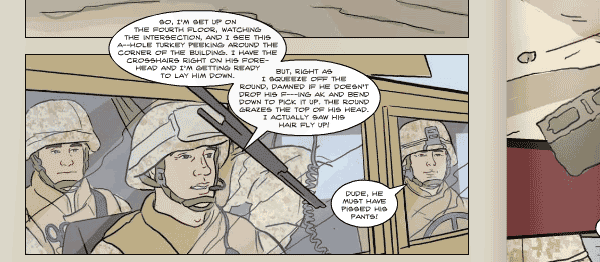 SO, I'M SET UP ON
THE FOURTH FLOOR, WATCHING
THE INTERSECTION, AND I SEE THIS
A--HOLE TURKEY PEEKING AROUND THE
CORNER OF THE BUILDING. I HAVE THE
CROSSHAIRS RIGHT ON HIS FORE-
HEAD AND I'M GETTING READY
TO LAY HIM DOWN.
BUT, RIGHT AS
I SQUEEZE OFF THE
ROUND, DAMNED IF HE DOESN'T
DROP HIS F---ING AK AND BEND
DOWN TO PICK IT UP. THE ROUND
GRAZES THE TOP OF HIS HEAD.
I ACTUALLY SAW HIS
HAIR FLY UP!
DUDE, HE
MUST HAVE
PISSED HIS
PANTS!